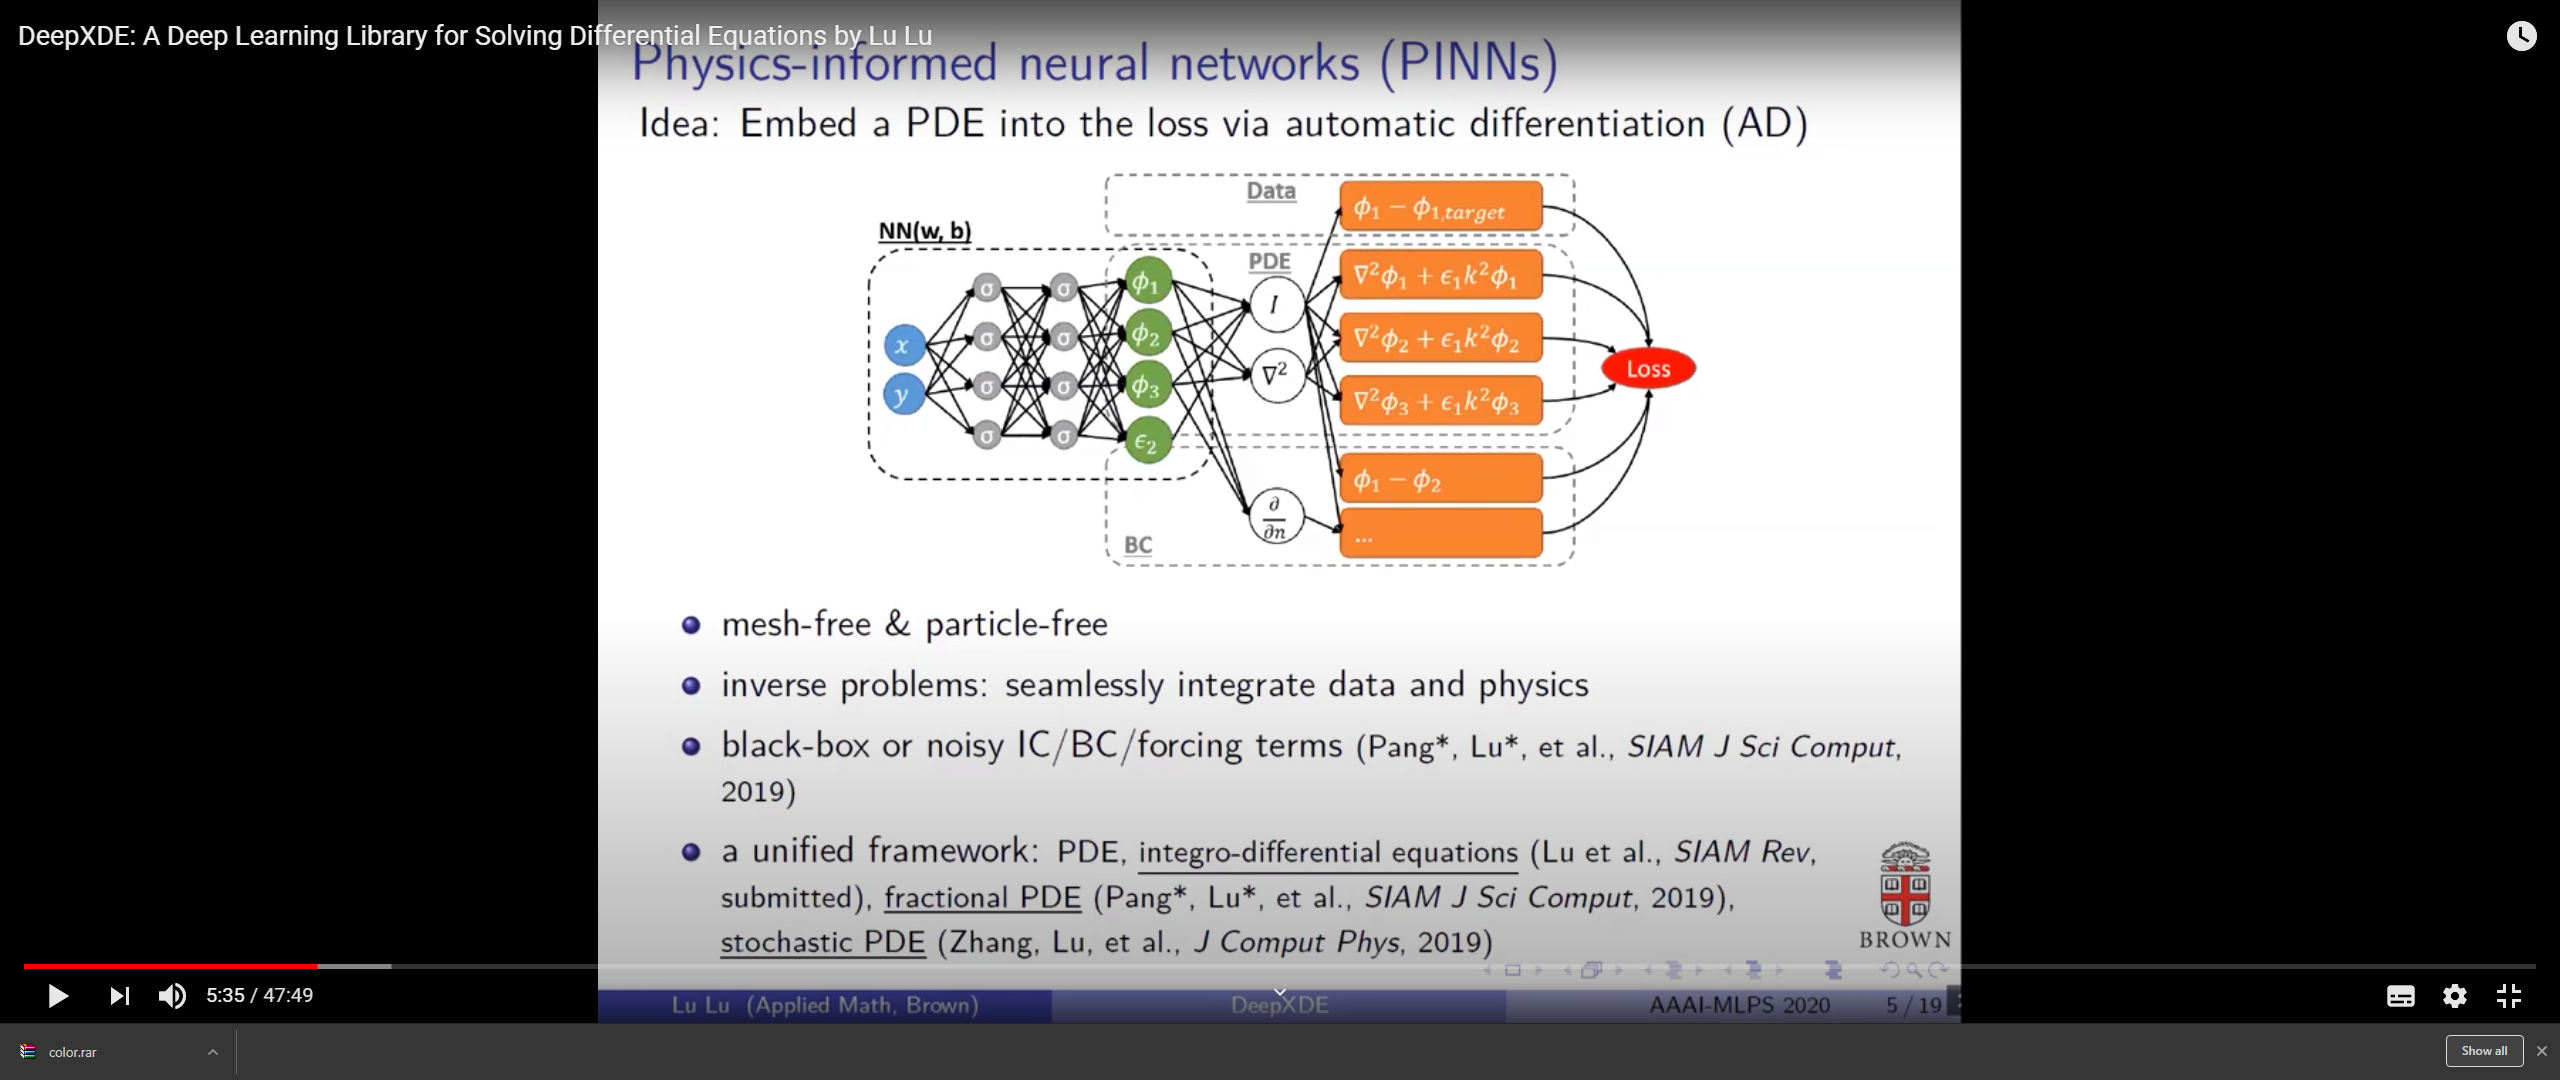 DeepXDE: A Deep Learning Library for Solving Differential Equations by Lu Lu
Physics-informed neural networks (PINNs)
Idea: Embed a PDE into the loss via automatic differentiation (AD)
Data
ϕ₁ − ϕ₁,target
NN(w, b)
PDE
x
y
σ σ
σ σ
σ σ
σ σ
ϕ₁
ϕ₂
ϕ₃
ϵ₂
I
∇²
∂/∂n
∇²ϕ₁ + ϵ₁k²ϕ₁
∇²ϕ₂ + ϵ₁k²ϕ₂
∇²ϕ₃ + ϵ₁k²ϕ₃
Loss
ϕ₁ − ϕ₂
...
BC
mesh-free & particle-free
inverse problems: seamlessly integrate data and physics
black-box or noisy IC/BC/forcing terms (Pang*, Lu*, et al., SIAM J Sci Comput,
2019)
a unified framework: PDE, integro-differential equations (Lu et al., SIAM Rev,
submitted), fractional PDE (Pang*, Lu*, et al., SIAM J Sci Comput, 2019),
stochastic PDE (Zhang, Lu, et al., J Comput Phys, 2019)
BROWN
5:35 / 47:49
Lu Lu (Applied Math, Brown) DeepXDE AAAI-MLPS 2020 5 / 19
color.rar
Show all